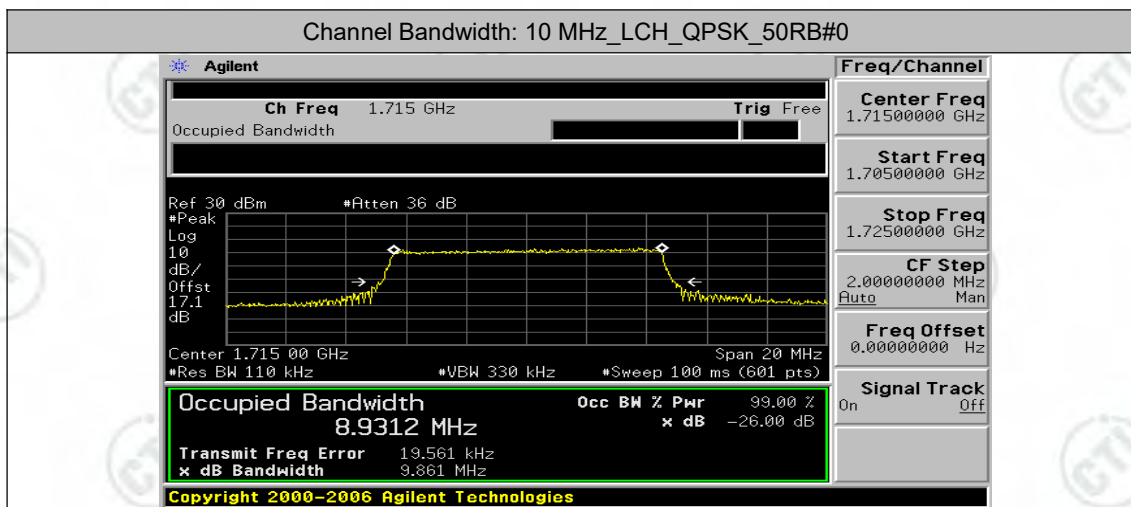 Channel Bandwidth: 10 MHz_LCH_QPSK_50RB#0
Agilent
Freq/Channel
Ch Freq 1.715 GHz Trig Free
Occupied Bandwidth
Center Freq
1.71500000 GHz
Start Freq
1.70500000 GHz
Stop Freq
1.72500000 GHz
CF Step
2.00000000 MHz
Auto Man
Freq Offset
0.00000000 Hz
Signal Track
On Off
Ref 30 dBm #Atten 36 dB
#Peak
Log
10
dB/
Offst
17.1
dB
Center 1.715 00 GHz Span 20 MHz
#Res BW 110 kHz #VBW 330 kHz #Sweep 100 ms (601 pts)
Occupied Bandwidth Occ BW % Pwr 99.00 %
8.9312 MHz x dB -26.00 dB
Transmit Freq Error 19.561 kHz
x dB Bandwidth 9.861 MHz
Copyright 2000-2006 Agilent Technologies